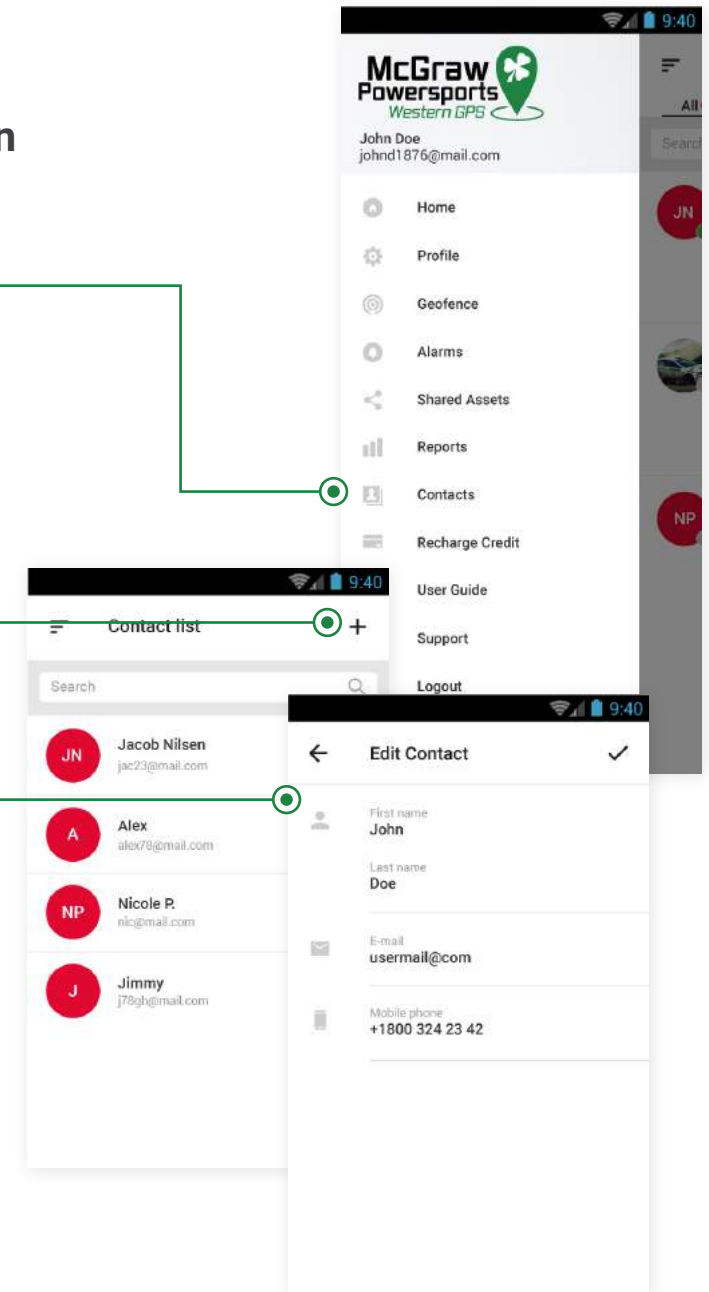 n
9:40
McGraw
Powersports
Western GPS
John Doe
johnd1876@mail.com
All
Search
Home
JN
Profile
Geofence
Alarms
Shared Assets
Reports
Contacts
NP
Recharge Credit
User Guide
Support
Logout
9:40
Contact list
Search
JN
Jacob Nilsen
jac23@mail.com
A
Alex
alex78@mail.com
NP
Nicole P.
nic@mail.com
J
Jimmy
j78gh@mail.com
9:40
Edit Contact
First name
John
Last name
Doe
E-mail
usermail@com
Mobile phone
+1800 324 23 42